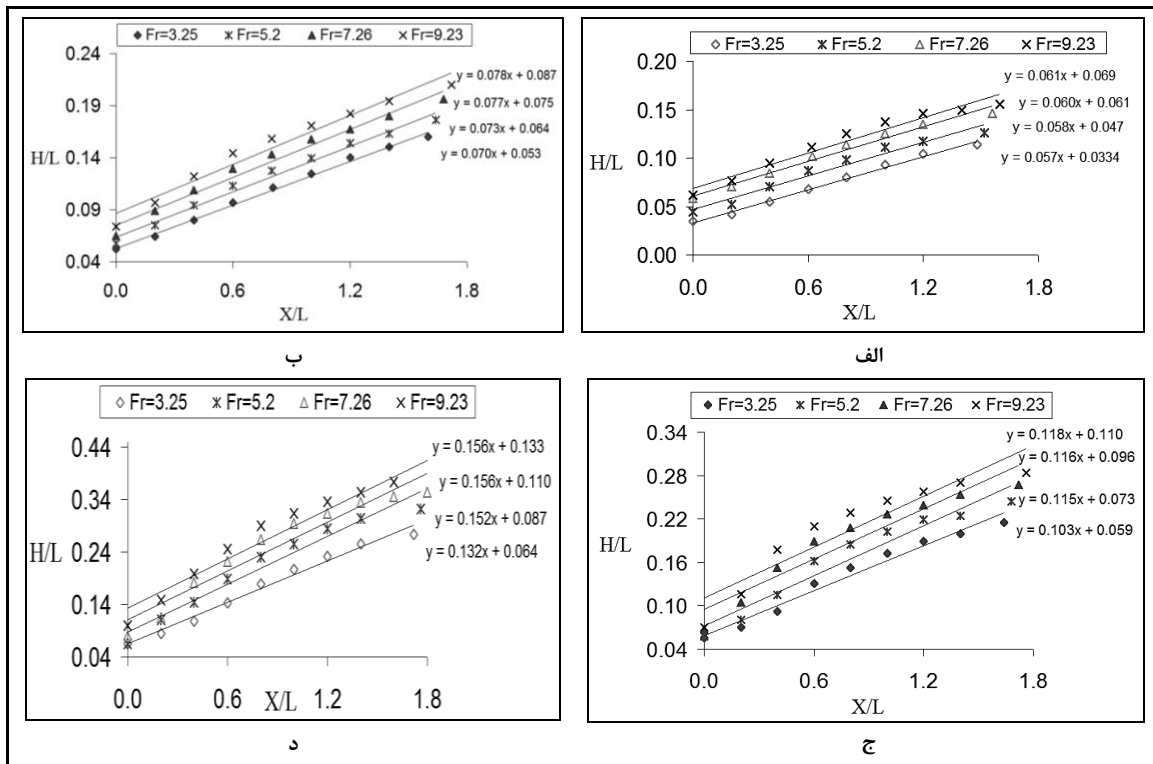 Fr=3.25 Fr=5.2 Fr=7.26 Fr=9.23
0.20
0.15
0.10
0.05
0.00
H/L
y = 0.061x + 0.069
y = 0.060x + 0.061
y = 0.058x + 0.047
y = 0.057x + 0.0334
0.0 0.6 1.2 1.8
X/L
الف
Fr=3.25 Fr=5.2 Fr=7.26 Fr=9.23
0.24
0.19
0.14
0.09
0.04
H/L
y = 0.078x + 0.087
y = 0.077x + 0.075
y = 0.073x + 0.064
y = 0.070x + 0.053
0.0 0.6 1.2 1.8
X/L
ب
Fr=3.25 Fr=5.2 Fr=7.26 Fr=9.23
0.34
0.28
0.22
0.16
0.10
0.04
H/L
y = 0.118x + 0.110
y = 0.116x + 0.096
y = 0.115x + 0.073
y = 0.103x + 0.059
0.0 0.6 1.2 1.8
X/L
ج
Fr=3.25 Fr=5.2 Fr=7.26 Fr=9.23
0.44
0.34
0.24
0.14
0.04
H/L
y = 0.156x + 0.133
y = 0.156x + 0.110
y = 0.152x + 0.087
y = 0.132x + 0.064
0.0 0.6 1.2 1.8
X/L
د